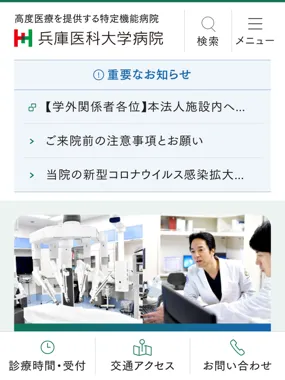 高度医療を提供する特定機能病院
兵庫医科大学病院
検索
メニュー
重要なお知らせ
【学外関係者各位】本法人施設内へ...
ご来院前の注意事項とお願い
当院の新型コロナウイルス感染拡大...
診療時間・受付
交通アクセス
お問い合わせ